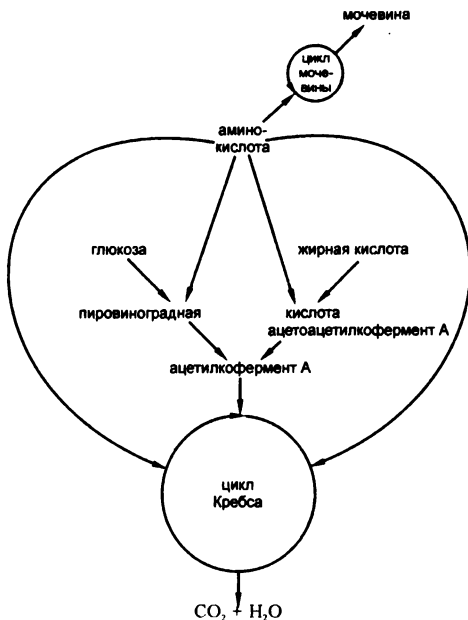 мочевина
цикл
моче-
вины
амино-
кислота
глюкоза
жирная кислота
пировиноградная
кислота
ацетоацетилкофермент А
ацетилкофермент А
цикл
Кребса
CO₂ + H₂O